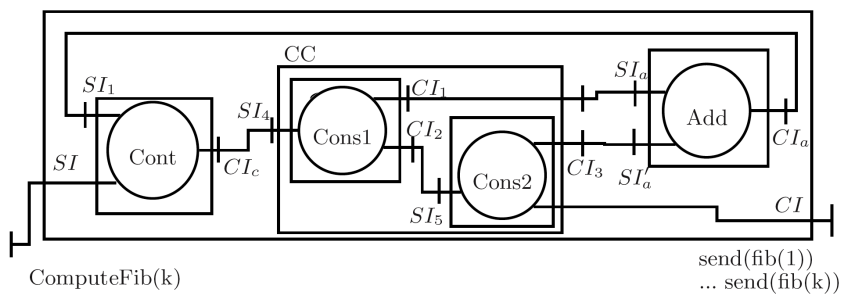 CC
SI₁
SI₄
CI₁
SIₐ
Cont
Cons1
CI₂
Add
SI
CI_c
Cons2
CI₃
SI′ₐ
CIₐ
SI₅
CI
ComputeFib(k)
send(fib(1))
... send(fib(k))